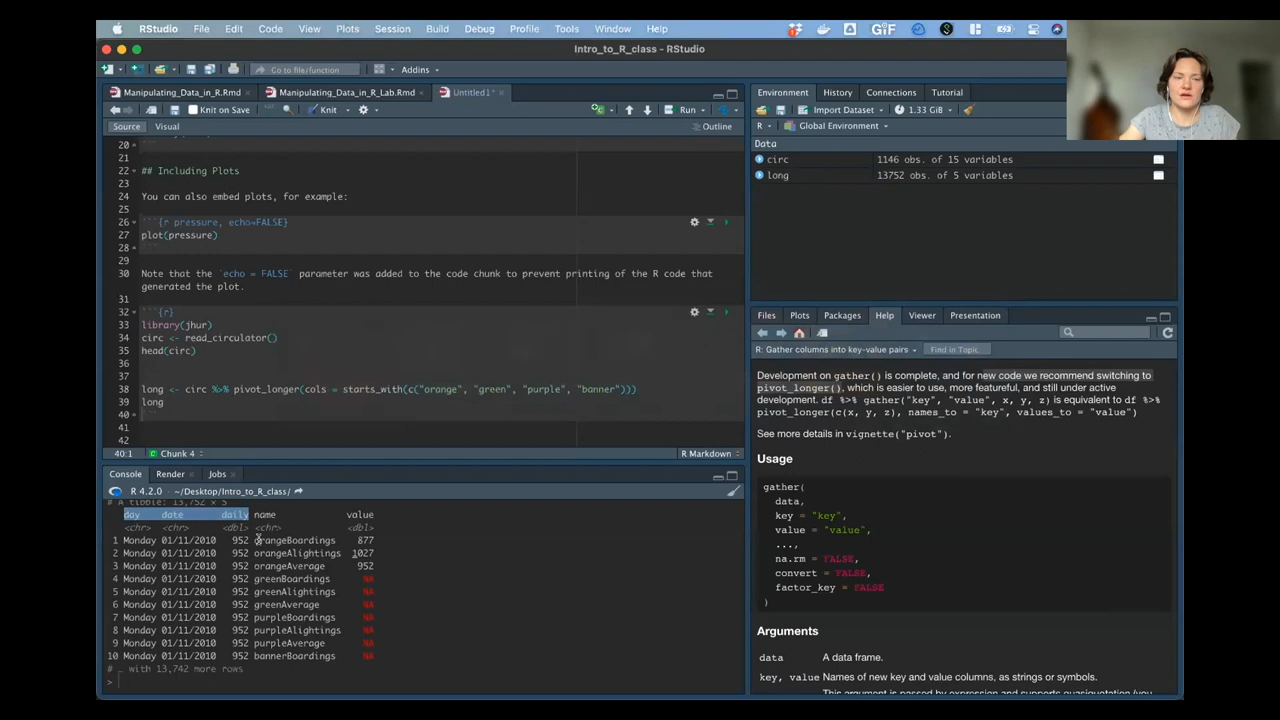 RStudio File Edit Code View Plots Session Build Debug Profile Tools Window Help GIF
Intro_to_R_class - RStudio
Go to file/function Addins
Manipulating_Data_in_R.Rmd Manipulating_Data_in_R_Lab.Rmd Untitled1*
Knit on Save Knit Run
Source Visual Outline
20 ```
21
22 ## Including Plots
23
24 You can also embed plots, for example:
25
26 ```{r pressure, echo=FALSE}
27 plot(pressure)
28 ```
29
30 Note that the `echo = FALSE` parameter was added to the code chunk to prevent printing of the R code that
generated the plot.
31
32 ```{r}
33 library(jhur)
34 circ <- read_circulator()
35 head(circ)
36
37
38 long <- circ %>% pivot_longer(cols = starts_with(c("orange", "green", "purple", "banner")))
39 long
40 ```
41
42
40:1 Chunk 4 R Markdown
Console Render Jobs
R 4.2.0 · ~/Desktop/Intro_to_R_class/
# A tibble: 13,752 × 5
day date daily name value
<chr> <chr> <dbl> <chr> <dbl>
1 Monday 01/11/2010 952 orangeBoardings 877
2 Monday 01/11/2010 952 orangeAlightings 1027
3 Monday 01/11/2010 952 orangeAverage 952
4 Monday 01/11/2010 952 greenBoardings NA
5 Monday 01/11/2010 952 greenAlightings NA
6 Monday 01/11/2010 952 greenAverage NA
7 Monday 01/11/2010 952 purpleBoardings NA
8 Monday 01/11/2010 952 purpleAlightings NA
9 Monday 01/11/2010 952 purpleAverage NA
10 Monday 01/11/2010 952 bannerBoardings NA
# … with 13,742 more rows
>
Environment History Connections Tutorial
Import Dataset 1.33 GiB
R Global Environment
Data
circ 1146 obs. of 15 variables
long 13752 obs. of 5 variables
Files Plots Packages Help Viewer Presentation
R: Gather columns into key-value pairs Find in Topic
Development on gather() is complete, and for new code we recommend switching to
pivot_longer(), which is easier to use, more featureful, and still under active
development. df %>% gather("key", "value", x, y, z) is equivalent to df %>%
pivot_longer(c(x, y, z), names_to = "key", values_to = "value")
See more details in vignette("pivot").
Usage
gather(
data,
key = "key",
value = "value",
...,
na.rm = FALSE,
convert = FALSE,
factor_key = FALSE
)
Arguments
data A data frame.
key, value Names of new key and value columns, as strings or symbols.
This argument is passed by expression and supports quasiquotation (you